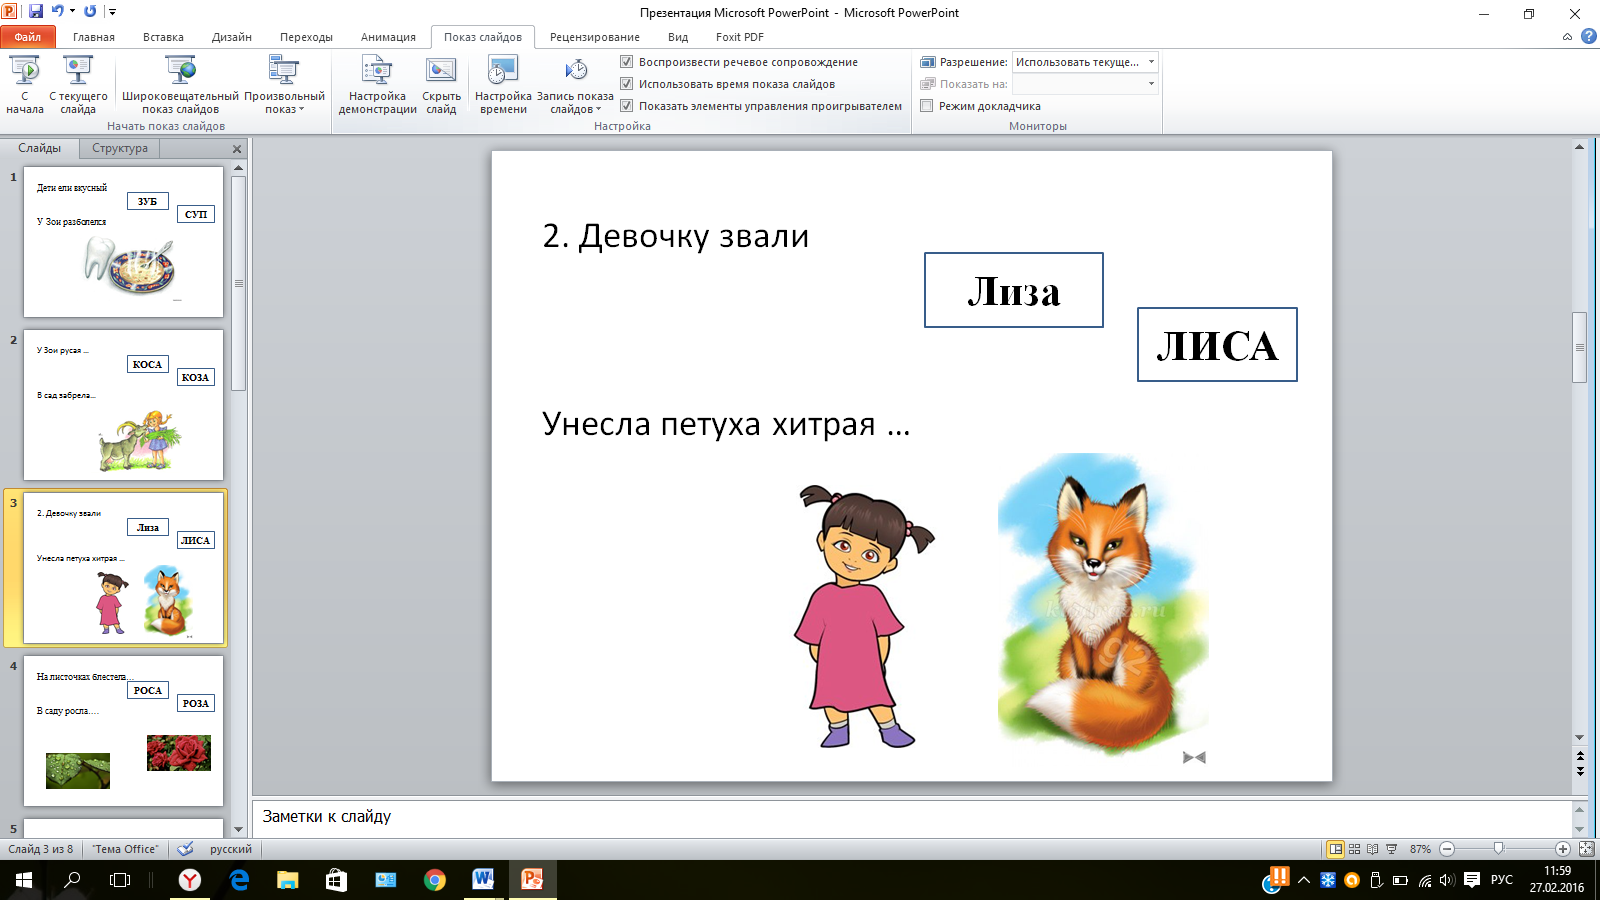 Презентация Microsoft PowerPoint - Microsoft PowerPoint
Файл Главная Вставка Дизайн Переходы Анимация Показ слайдов Рецензирование Вид Foxit PDF
С начала
С текущего слайда
Широковещательный показ слайдов
Произвольный показ
Начать показ слайдов
Настройка демонстрации
Скрыть слайд
Настройка времени
Запись показа слайдов
Воспроизвести речевое сопровождение
Использовать время показа слайдов
Показать элементы управления проигрывателем
Настройка
Разрешение: Использовать текуще...
Показать на:
Режим докладчика
Мониторы
Слайды Структура
1
Дети ели вкусный
ЗУБ
СУП
У Зои разболелся
2
У Зои русая ...
КОСА
КОЗА
В сад забрела...
3
2. Девочку звали
Лиза
ЛИСА
Унесла петуха хитрая ...
4
На листочках блестела...
РОСА
РОЗА
В саду росла....
5
2. Девочку звали
Лиза
ЛИСА
Унесла петуха хитрая ...
Заметки к слайду
Слайд 3 из 8 "Тема Office" русский 87%
РУС
11:59
27.02.2016